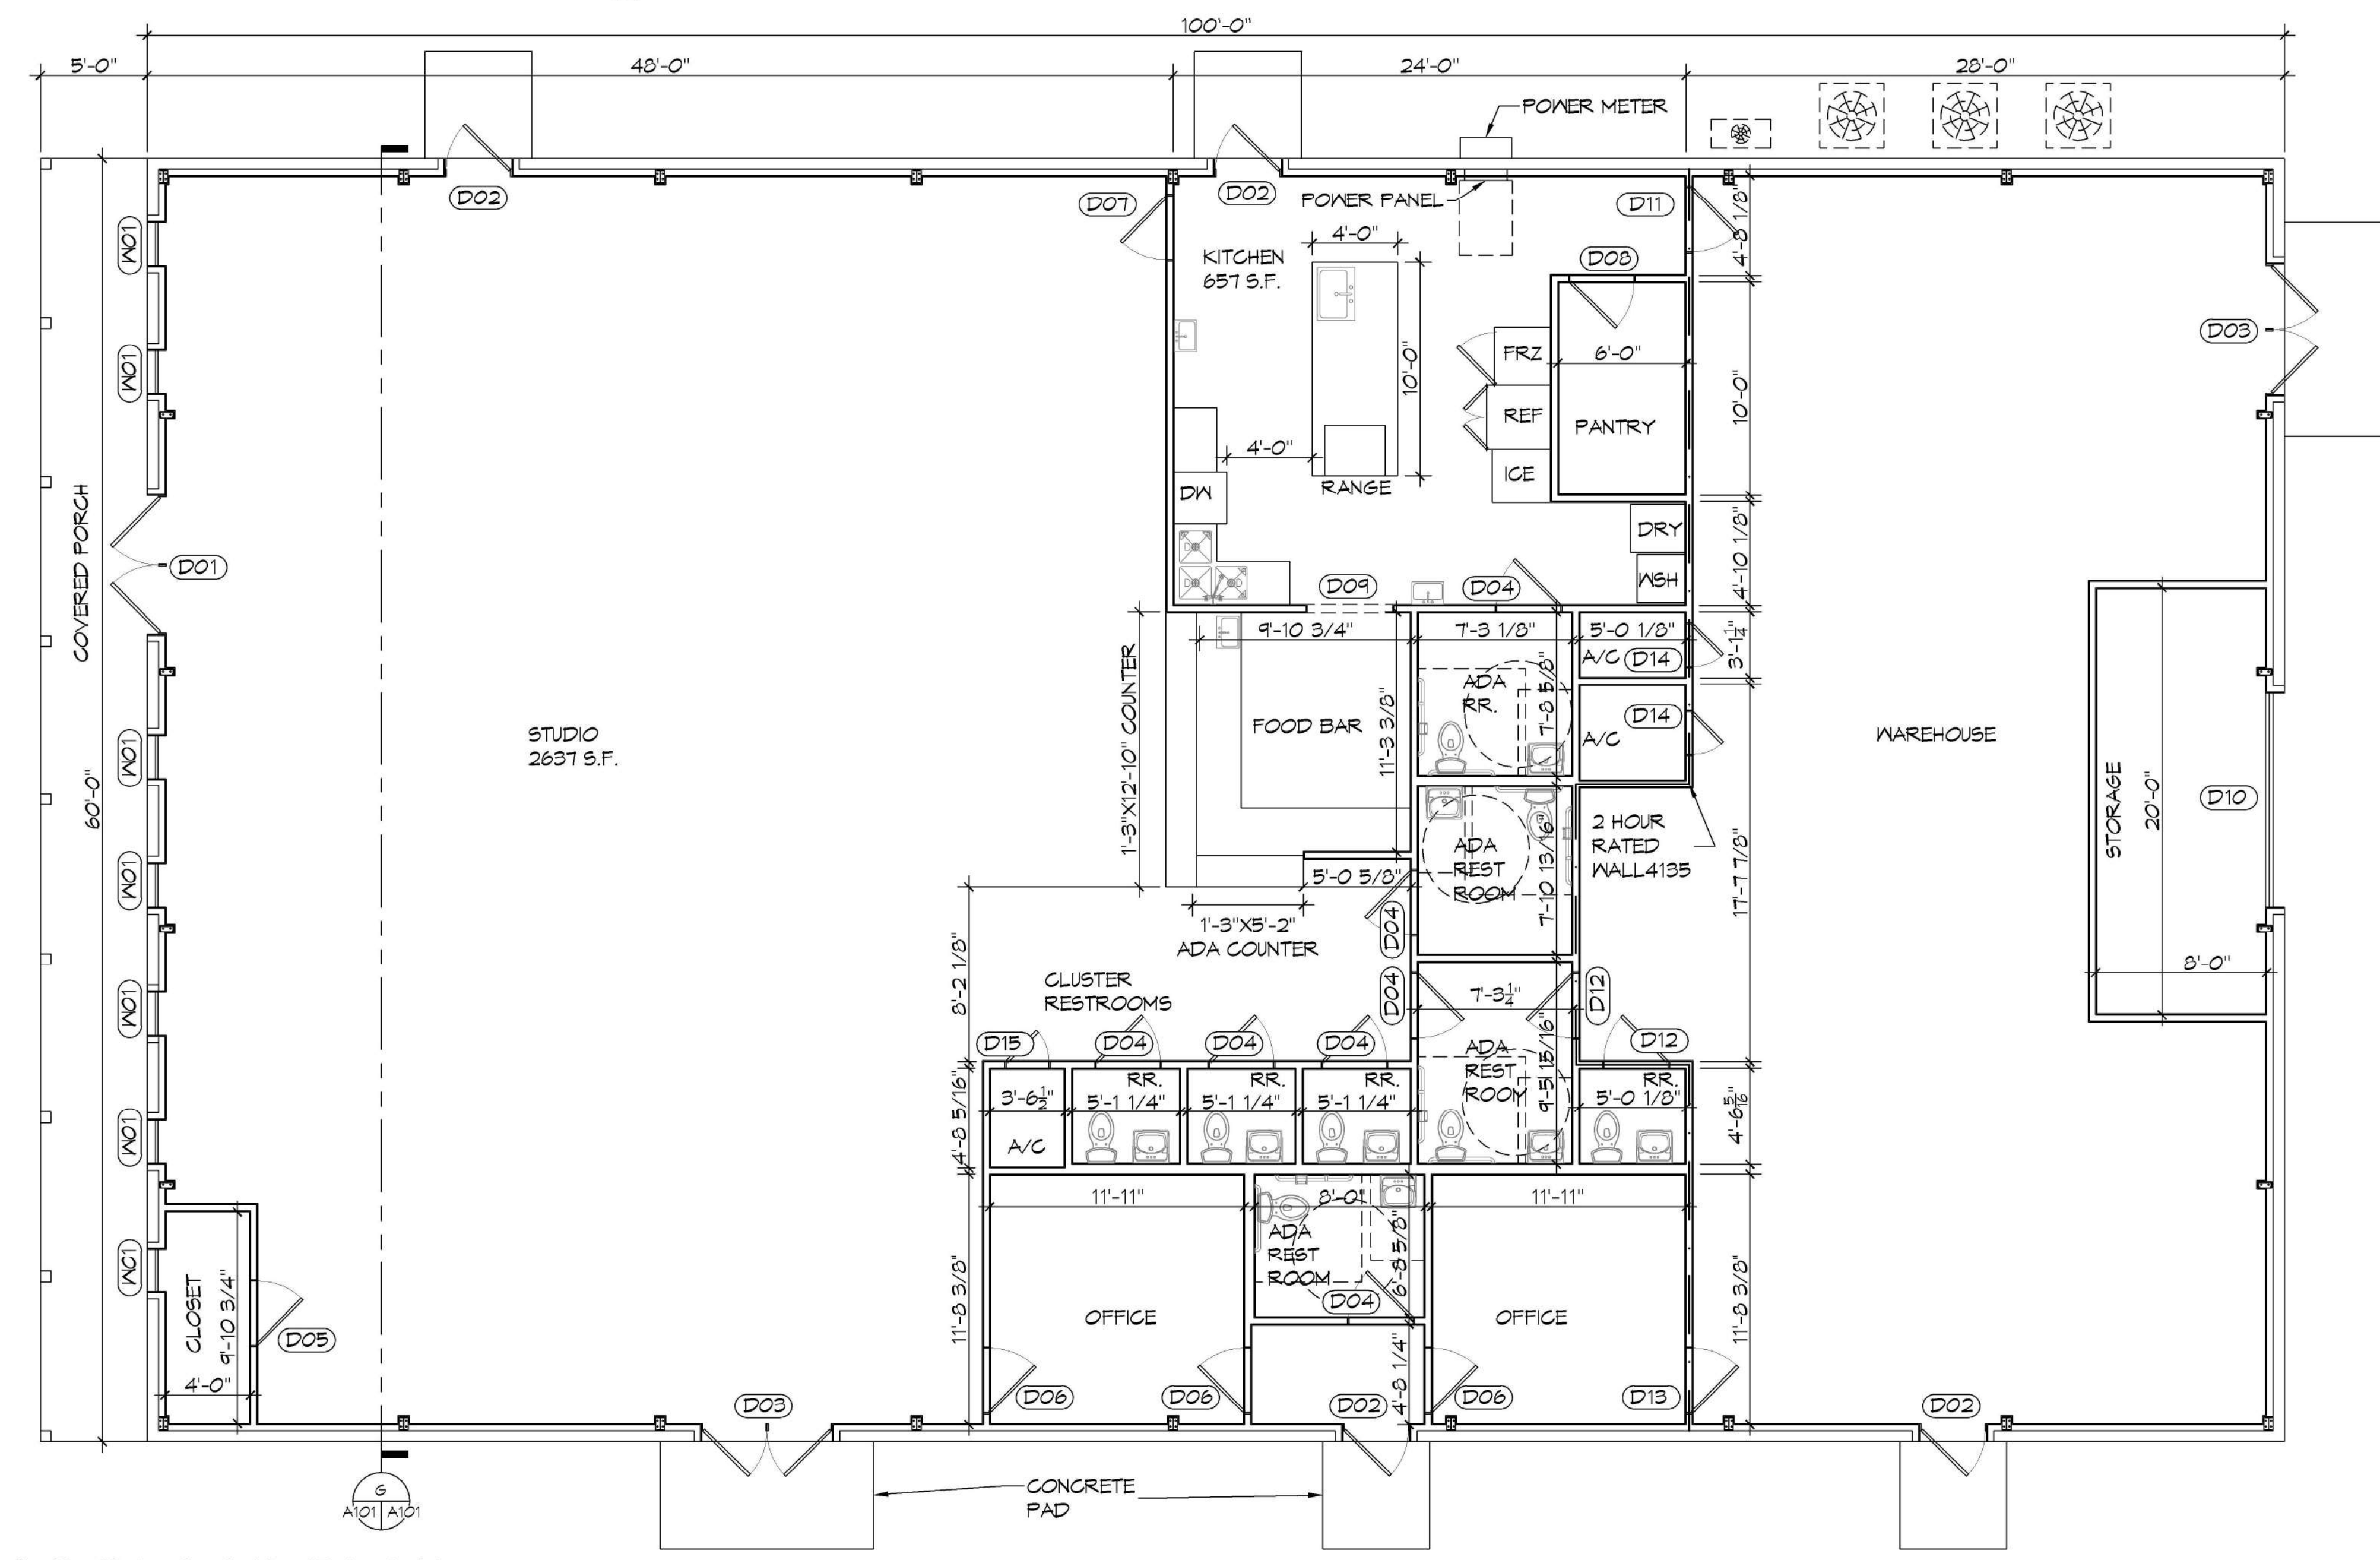 100'-0"
5'-0"
48'-0"
24'-0"
28'-0"
POWER METER
D02
D07
D02
POWER PANEL
D11
4'-8 1/8"
W01
KITCHEN
657 S.F.
4'-0"
D08
D03
W01
10'-0"
FRZ
6'-0"
10'-0"
REF
PANTRY
4'-0"
ICE
RANGE
DW
DRY
4'-10 1/8"
WSH
COVERED PORCH
D01
D09
D04
9'-10 3/4"
7'-3 1/8"
5'-0 1/8"
3'-1 1/4"
A/C
D14
1'-3"X12'-10" COUNTER
ADA
RR.
7'-8 5/8"
D14
A/C
FOOD BAR
11'-3 3/8"
STUDIO
2637 S.F.
WAREHOUSE
W01
60'-0"
STORAGE
20'-0"
D10
2 HOUR
RATED
WALL4135
W01
ADA
REST
ROOM
7'-10 13/16"
17'-7 7/8"
5'-0 5/8"
D04
1'-3"X5'-2"
ADA COUNTER
8'-2 1/8"
8'-0"
CLUSTER
RESTROOMS
D04
7'-3 1/4"
D12
W01
D15
D04
D04
D04
D12
ADA
REST
ROOM
9'-5 15/16"
RR.
RR.
RR.
RR.
3'-6 1/2"
5'-1 1/4"
5'-1 1/4"
5'-1 1/4"
5'-0 1/8"
4'-8 5/16"
4'-6 5/16"
W01
A/C
11'-11"
8'-0"
11'-11"
ADA
REST
ROOM
6'-8 5/8"
W01
CLOSET
9'-10 3/4"
11'-8 3/8"
11'-8 3/8"
D04
OFFICE
OFFICE
D05
4'-0"
4'-8 1/4"
D06
D06
D02
D06
D13
D03
D02
CONCRETE
PAD
G
A101
A101